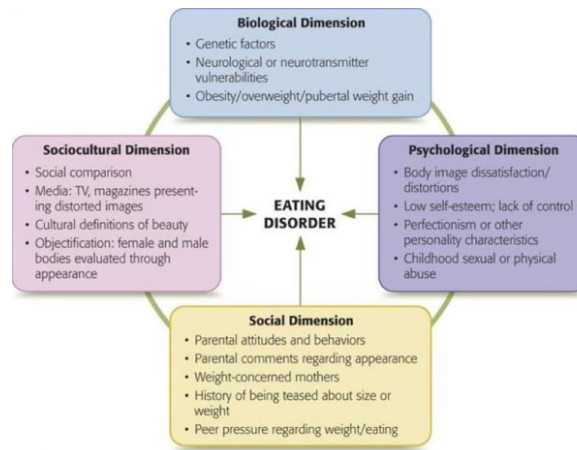 Biological Dimension
• Genetic factors
• Neurological or neurotransmitter
vulnerabilities
• Obesity/overweight/pubertal weight gain
Sociocultural Dimension
• Social comparison
• Media: TV, magazines present-
ing distorted images
• Cultural definitions of beauty
• Objectification: female and male
bodies evaluated through
appearance
EATING
DISORDER
Psychological Dimension
• Body image dissatisfaction/
distortions
• Low self-esteem; lack of control
• Perfectionism or other
personality characteristics
• Childhood sexual or physical
abuse
Social Dimension
• Parental attitudes and behaviors
• Parental comments regarding appearance
• Weight-concerned mothers
• History of being teased about size or
weight
• Peer pressure regarding weight/eating